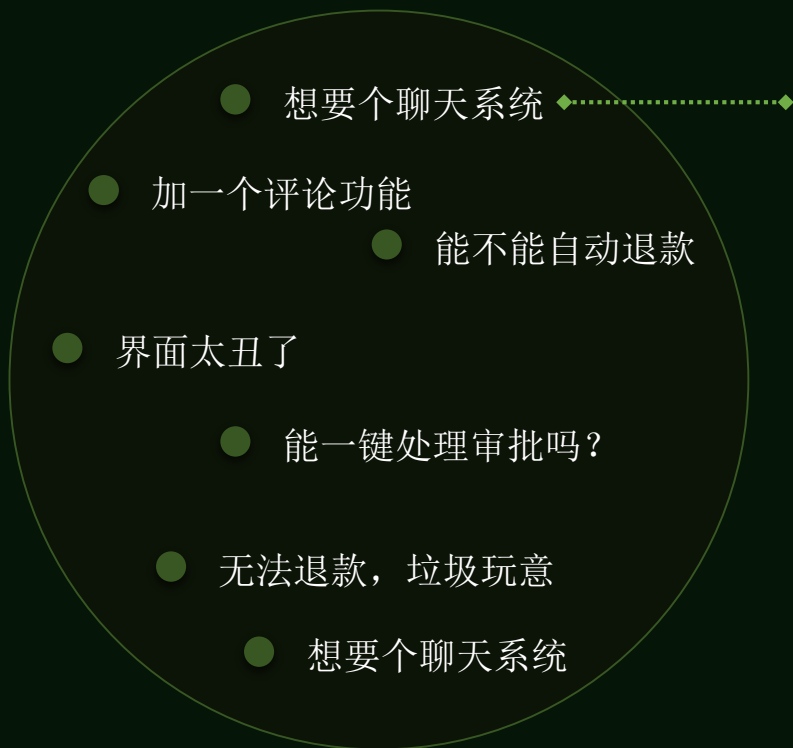 想要个聊天系统
加一个评论功能
能不能自动退款
界面太丑了
能一键处理审批吗？
无法退款，垃圾玩意
想要个聊天系统